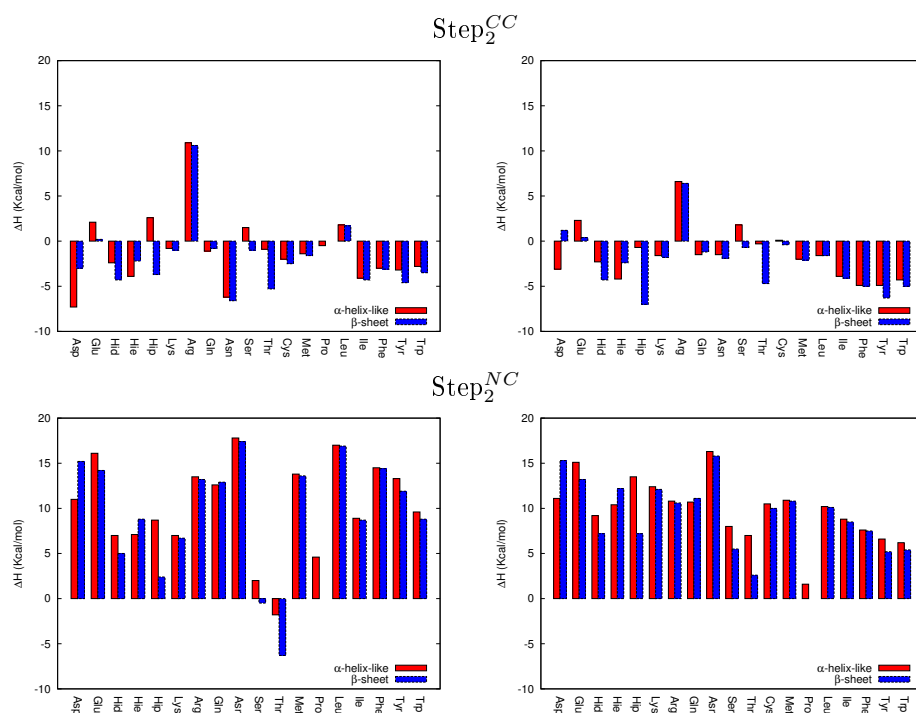 Step₂^CC
20
15
10
5
0
-5
-10
ΔH (Kcal/mol)
Asp Glu Hid Hie Hip Lys Arg Gln Asn Ser Thr Cys Met Pro Leu Ile Phe Tyr Trp
α-helix-like
β-sheet
20
15
10
5
0
-5
-10
ΔH (Kcal/mol)
Asp Glu Hid Hie Hip Lys Arg Gln Asn Ser Thr Cys Met Leu Ile Phe Tyr Trp
α-helix-like
β-sheet
Step₂^NC
20
15
10
5
0
-5
-10
ΔH (Kcal/mol)
Asp Glu Hid Hie Hip Lys Arg Gln Asn Ser Thr Met Pro Leu Ile Phe Tyr Trp
α-helix-like
β-sheet
20
15
10
5
0
-5
-10
ΔH (Kcal/mol)
Asp Glu Hid Hie Hip Lys Arg Gln Asn Ser Thr Cys Met Pro Leu Ile Phe Tyr Trp
α-helix-like
β-sheet